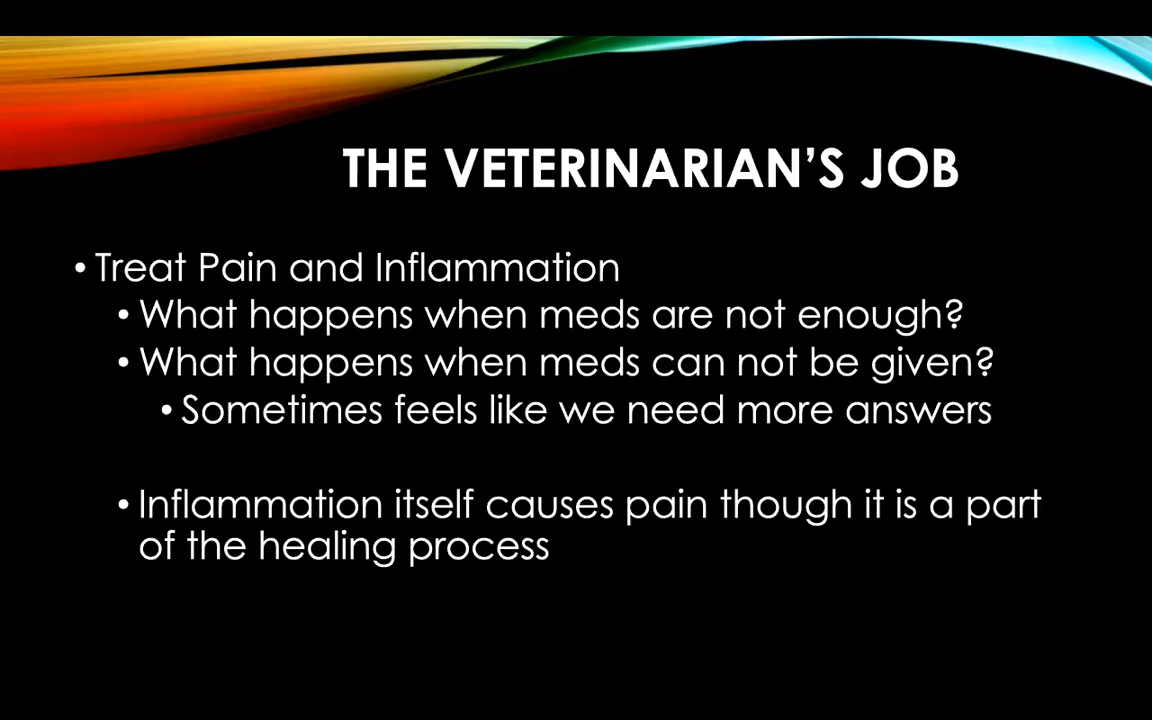 THE VETERINARIAN’S JOB
• Treat Pain and Inflammation
• What happens when meds are not enough?
• What happens when meds can not be given?
• Sometimes feels like we need more answers
• Inflammation itself causes pain though it is a part
of the healing process